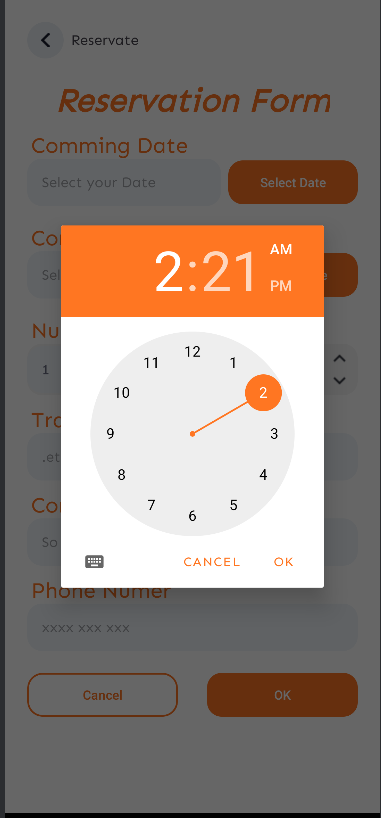 Reservate
Reservation Form
Comming Date
Select your Date
Select Date
Co
Sel
e
2:21
AM
PM
Nu
1
12
11
1
10
2
9
3
8
4
7
5
6
Tra
.et
Co
So
CANCEL
OK
Phone Numer
xxxx xxx xxx
Cancel
OK